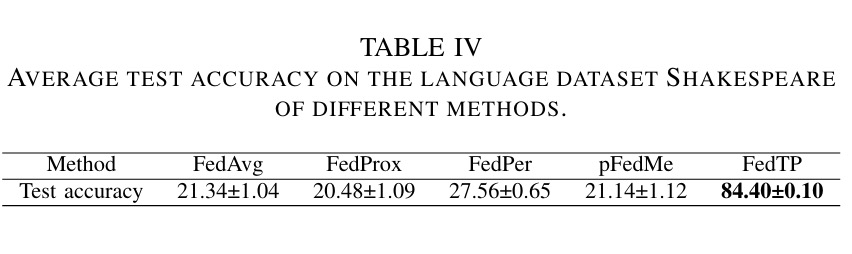 TABLE IV
AVERAGE TEST ACCURACY ON THE LANGUAGE DATASET SHAKESPEARE
OF DIFFERENT METHODS.
Method FedAvg FedProx FedPer pFedMe FedTP
Test accuracy 21.34±1.04 20.48±1.09 27.56±0.65 21.14±1.12 84.40±0.10